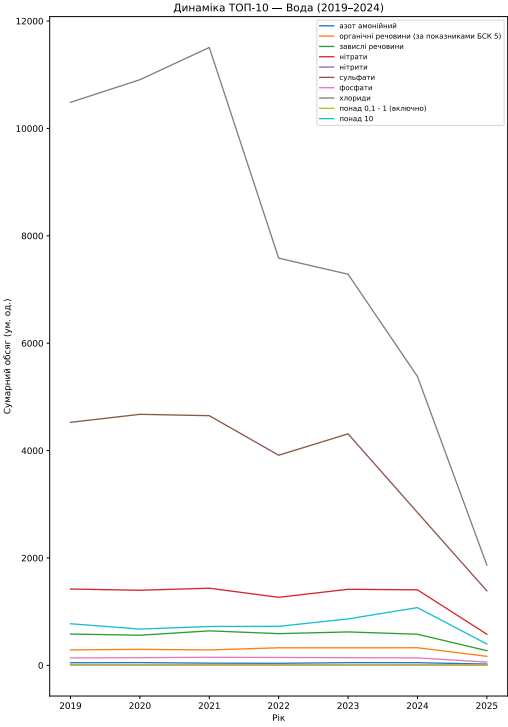 Динаміка ТОП-10 — Вода (2019–2024)
азот амонійний
органічні речовини (за показниками БСК 5)
завислі речовини
нітрати
нітрити
сульфати
фосфати
хлориди
понад 0,1 - 1 (включно)
понад 10
Сумарний обсяг (ум. од.)
12000
10000
8000
6000
4000
2000
0
2019 2020 2021 2022 2023 2024 2025
Рік